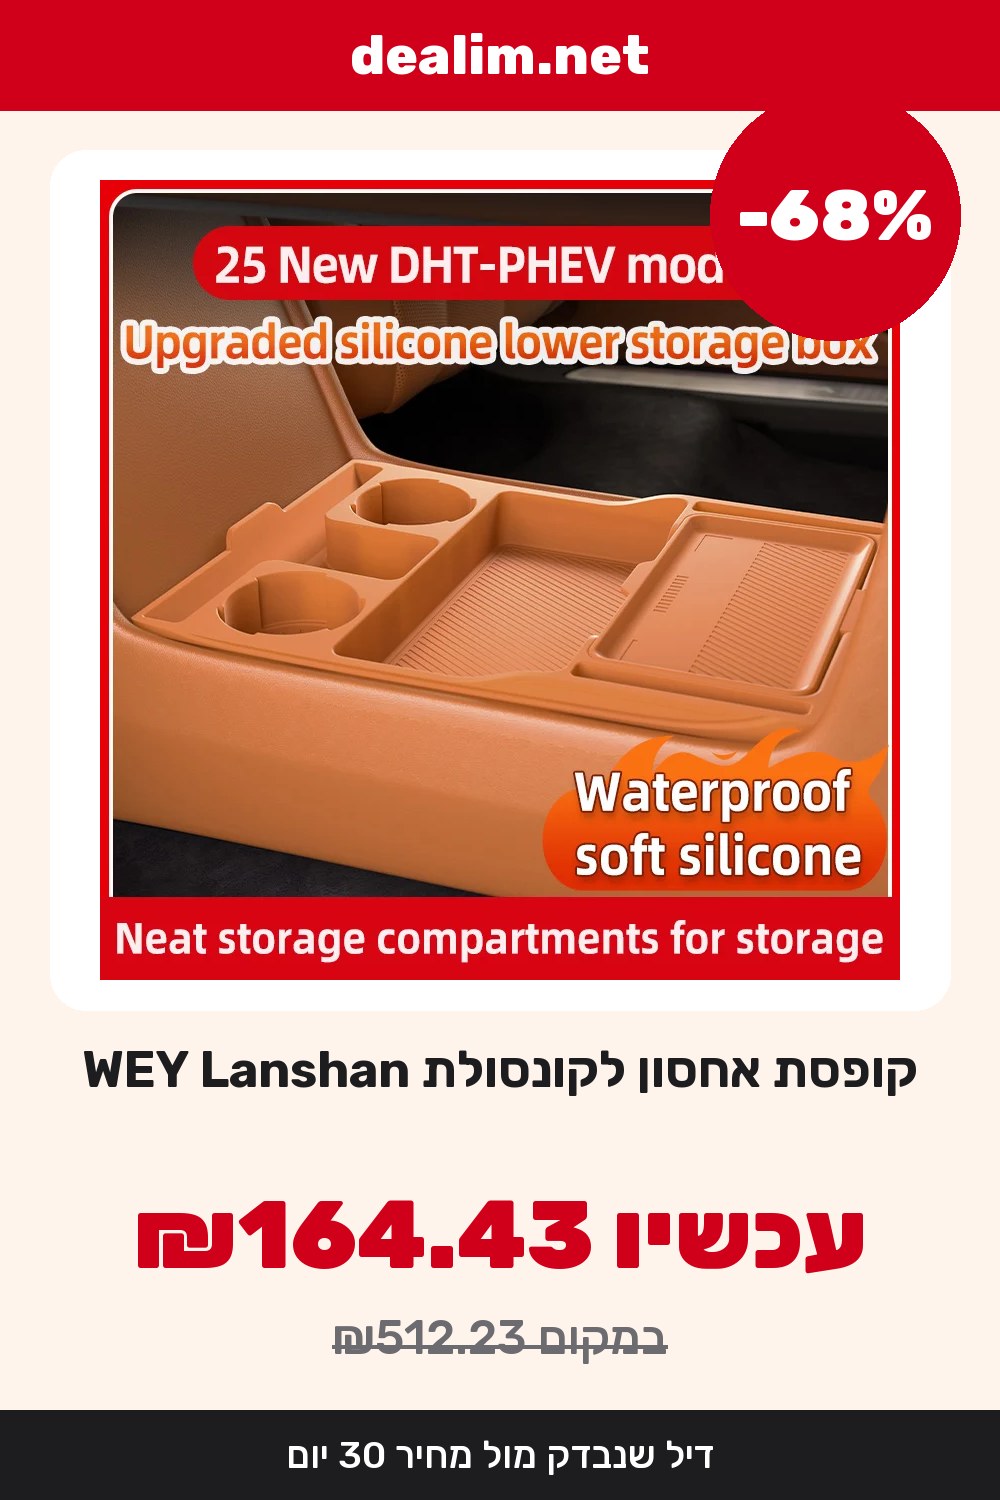 dealim.net
-68%
25 New DHT-PHEV mod
Upgraded silicone lower storage box
Waterproof
soft silicone
Neat storage compartments for storage
קופסת אחסון לקונסולת WEY Lanshan
עכשיו 164.43₪
במקום 512.23₪
דיל שנבדק מול מחיר 30 יום